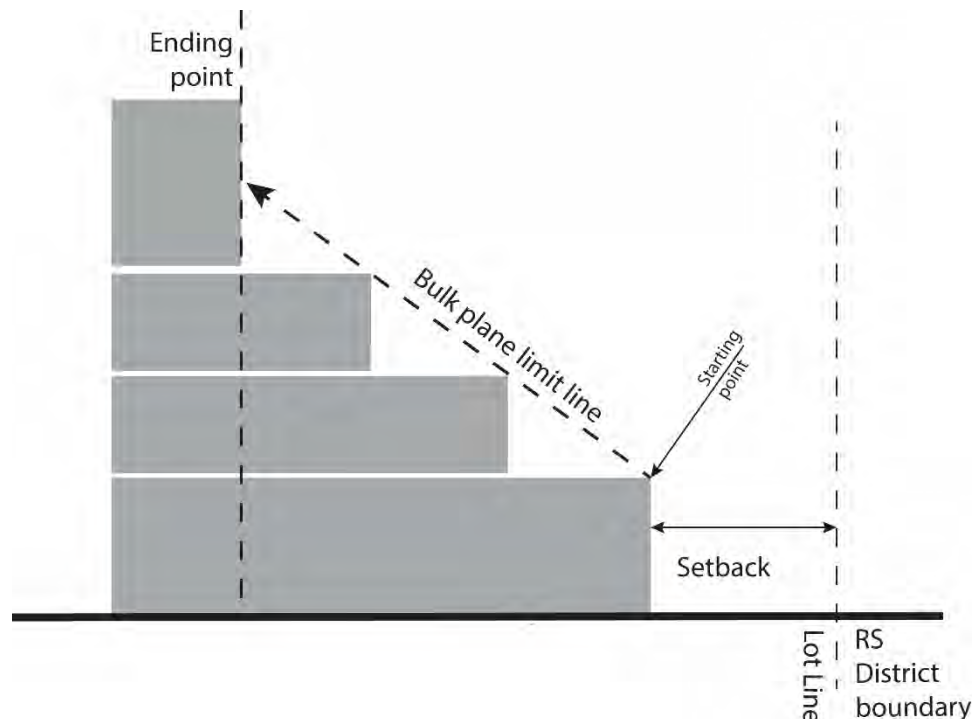 Ending
point
Bulk plane limit line
Starting
point
Setback
Lot Line
RS
District
boundary